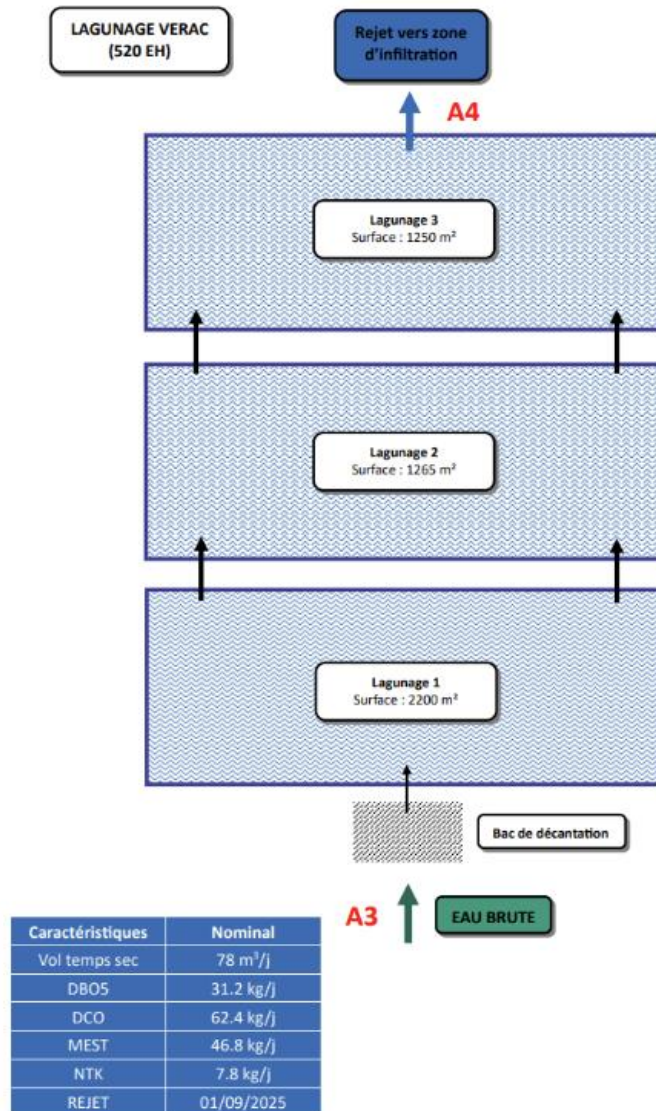 LAGUNAGE VERAC
(520 EH)
Rejet vers zone
d'infiltration
A4
Lagunage 3
Surface : 1250 m²
Lagunage 2
Surface : 1265 m²
Lagunage 1
Surface : 2200 m²
Bac de décantation
A3
EAU BRUTE
Caractéristiques Nominal
Vol temps sec 78 m³/j
DBO5 31.2 kg/j
DCO 62.4 kg/j
MEST 46.8 kg/j
NTK 7.8 kg/j
REJET 01/09/2025